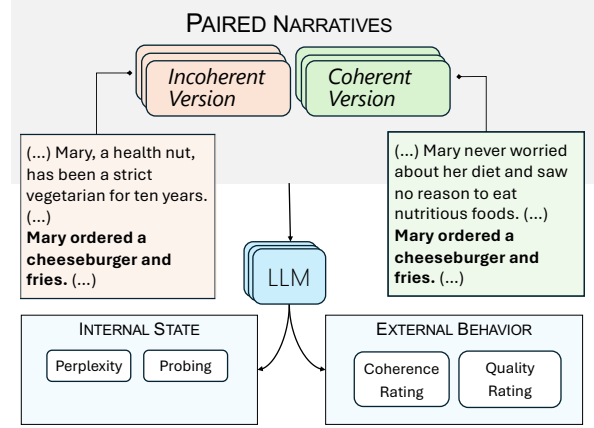 PAIRED NARRATIVES
Incoherent
Version
Coherent
Version
(...) Mary, a health nut,
has been a strict
vegetarian for ten years.
(...)
Mary ordered a
cheeseburger and
fries. (...)
(...) Mary never worried
about her diet and saw
no reason to eat
nutritious foods. (...)
Mary ordered a
cheeseburger and
fries. (...)
LLM
INTERNAL STATE
Perplexity
Probing
EXTERNAL BEHAVIOR
Coherence
Rating
Quality
Rating